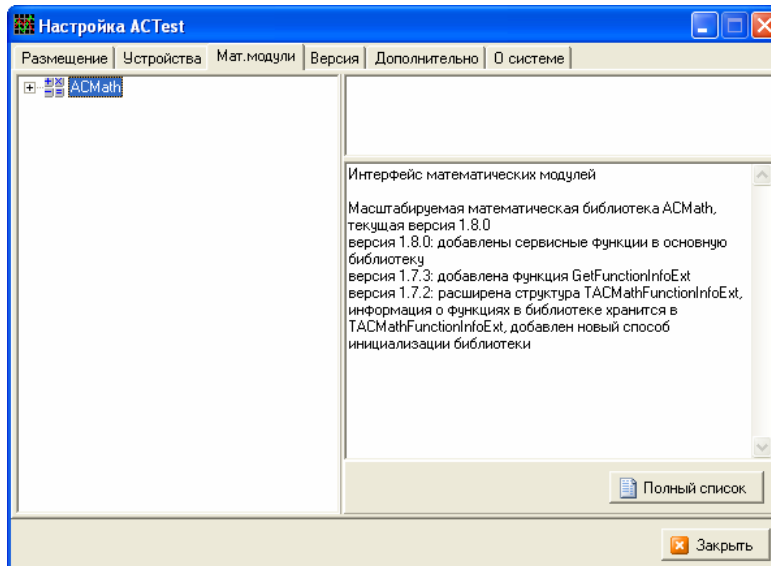 Настройка ACTest
Размещение Устройства Мат.модули Версия Дополнительно О системе
ACMath
Интерфейс математических модулей
Масштабируемая математическая библиотека ACMath,
текущая версия 1.8.0
версия 1.8.0: добавлены сервисные функции в основную
библиотеку
версия 1.7.3: добавлена функция GetFunctionInfoExt
версия 1.7.2: расширена структура TACMathFunctionInfoExt,
информация о функциях в библиотеке хранится в
TACMathFunctionInfoExt, добавлен новый способ
инициализации библиотеки
Полный список
Закрыть